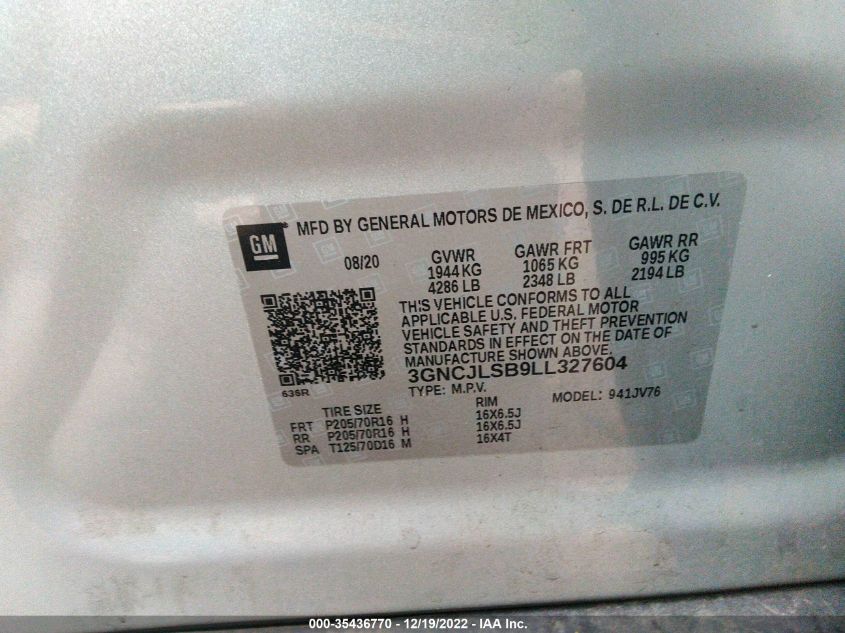 GM
MFD BY GENERAL MOTORS DE MEXICO, S. DE R.L. DE C.V.
08/20 GVWR GAWR FRT GAWR RR
1944 KG 1065 KG 995 KG
4286 LB 2348 LB 2194 LB
THIS VEHICLE CONFORMS TO ALL
APPLICABLE U.S. FEDERAL MOTOR
VEHICLE SAFETY AND THEFT PREVENTION
STANDARDS IN EFFECT ON THE DATE OF
MANUFACTURE SHOWN ABOVE.
3GNCJLSB9LL327604
636R
TYPE: M.P.V. MODEL: 941JV76
TIRE SIZE RIM
FRT P205/70R16 H 16X6.5J
RR P205/70R16 H 16X6.5J
SPA T125/70D16 M 16X4T
000-35436770 - 12/19/2022 - IAA Inc.